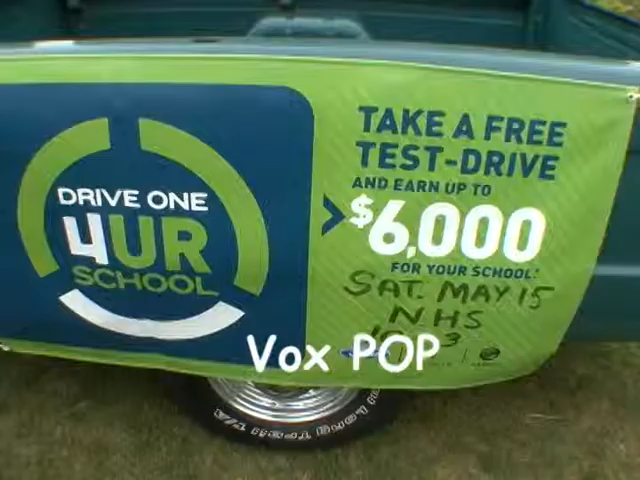 DRIVE ONE
4UR
SCHOOL
TAKE A FREE
TEST-DRIVE
AND EARN UP TO
$6,000
FOR YOUR SCHOOL.*
SAT. MAY 15
NHS
Vox POP